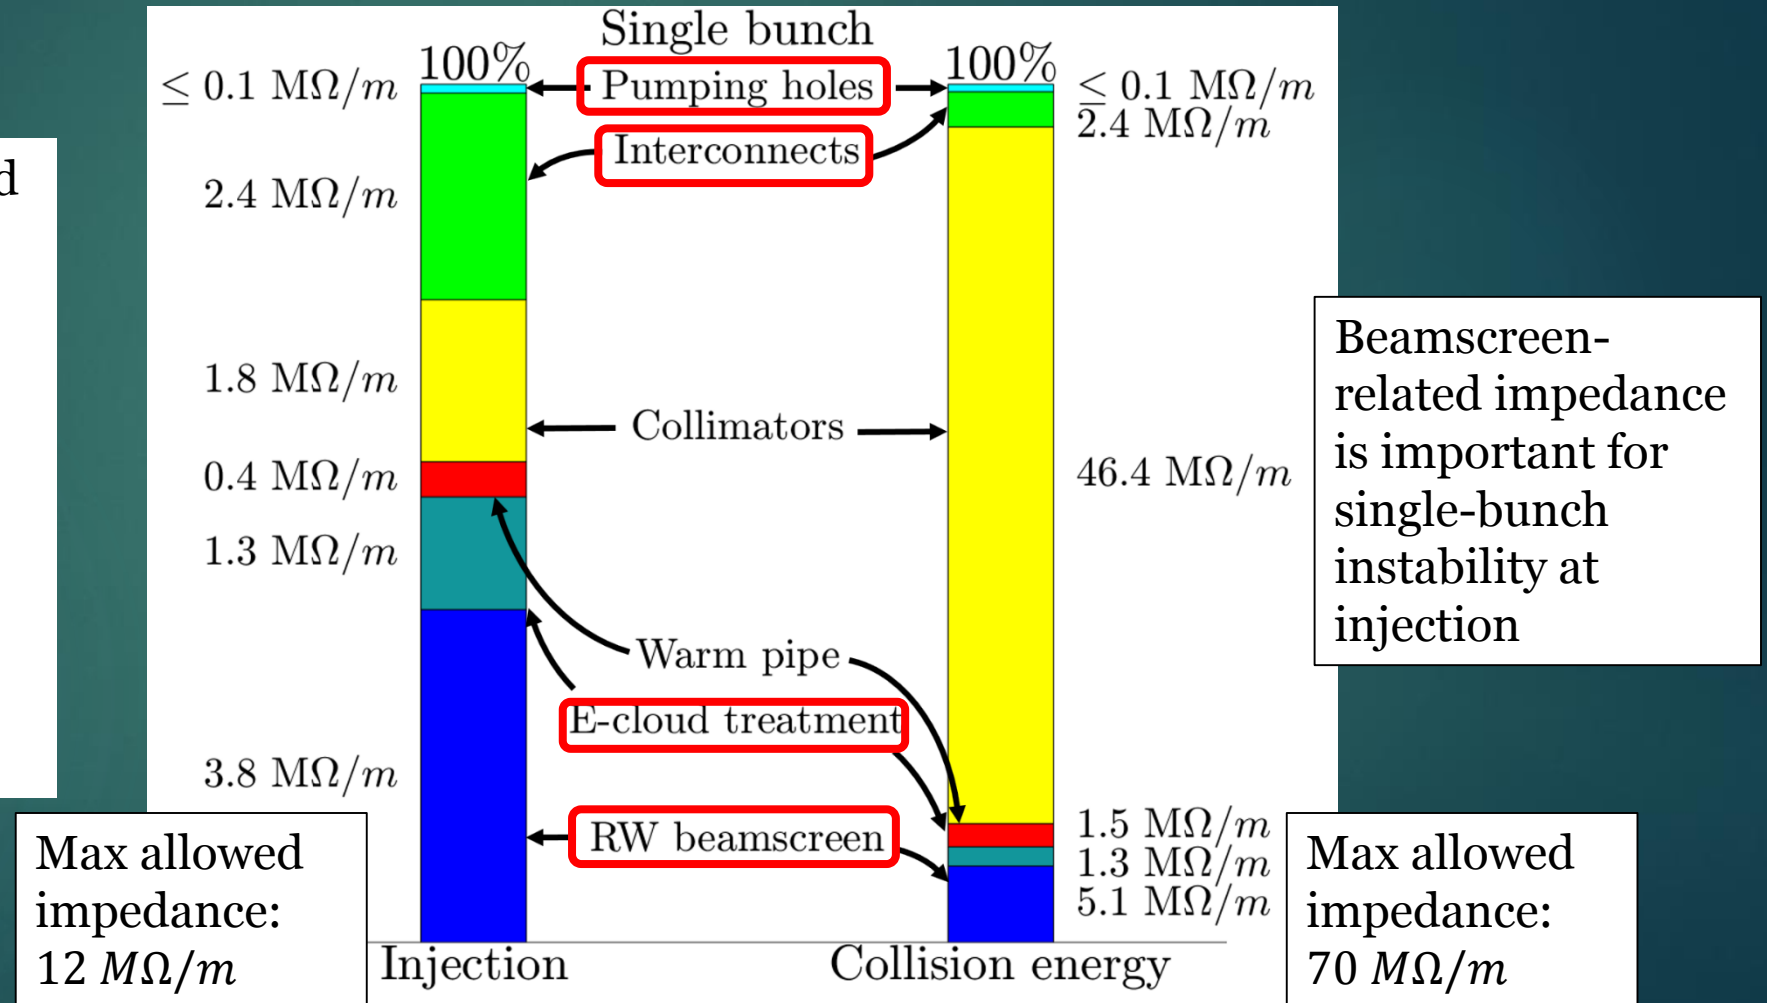 d
Single bunch
100%
100%
≤ 0.1 MΩ/m
Pumping holes
≤ 0.1 MΩ/m
2.4 MΩ/m
Interconnects
2.4 MΩ/m
1.8 MΩ/m
Collimators
46.4 MΩ/m
0.4 MΩ/m
1.3 MΩ/m
Warm pipe
E-cloud treatment
3.8 MΩ/m
RW beamscreen
1.5 MΩ/m
1.3 MΩ/m
5.1 MΩ/m
Injection
Collision energy
Beamscreen-
related impedance
is important for
single-bunch
instability at
injection
Max allowed
impedance:
12 MΩ/m
Max allowed
impedance:
70 MΩ/m